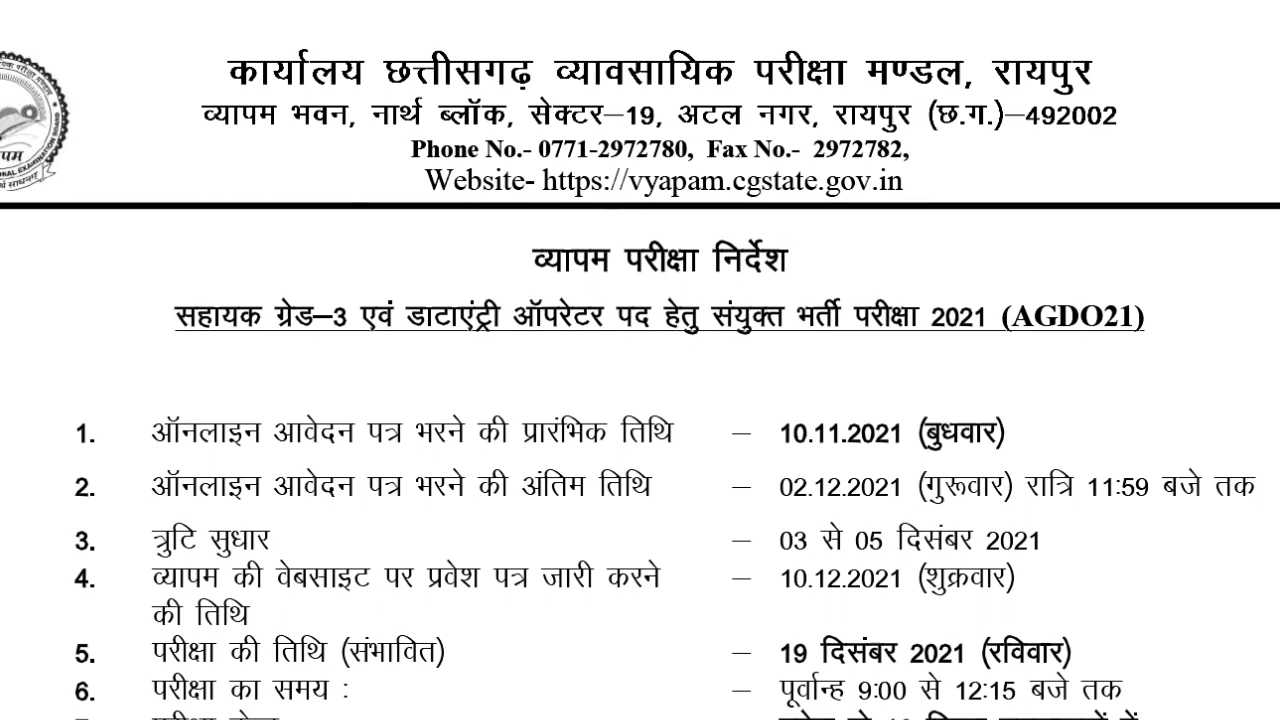 कार्यालय छत्तीसगढ़ व्यावसायिक परीक्षा मण्डल, रायपुर
व्यापम भवन, नार्थ ब्लॉक, सेक्टर–19, अटल नगर, रायपुर (छ.ग.)–492002
Phone No.- 0771-2972780, Fax No.- 2972782,
Website- https://vyapam.cgstate.gov.in
व्यापम परीक्षा निर्देश
सहायक ग्रेड–3 एवं डाटाएंट्री ऑपरेटर पद हेतु संयुक्त भर्ती परीक्षा 2021 (AGDO21)
1. ऑनलाइन आवेदन पत्र भरने की प्रारंभिक तिथि – 10.11.2021 (बुधवार)
2. ऑनलाइन आवेदन पत्र भरने की अंतिम तिथि – 02.12.2021 (गुरूवार) रात्रि 11:59 बजे तक
3. त्रुटि सुधार – 03 से 05 दिसंबर 2021
4. व्यापम की वेबसाइट पर प्रवेश पत्र जारी करने – 10.12.2021 (शुक्रवार)
की तिथि
5. परीक्षा की तिथि (संभावित) – 19 दिसंबर 2021 (रविवार)
6. परीक्षा का समय : – पूर्वान्ह 9:00 से 12:15 बजे तक